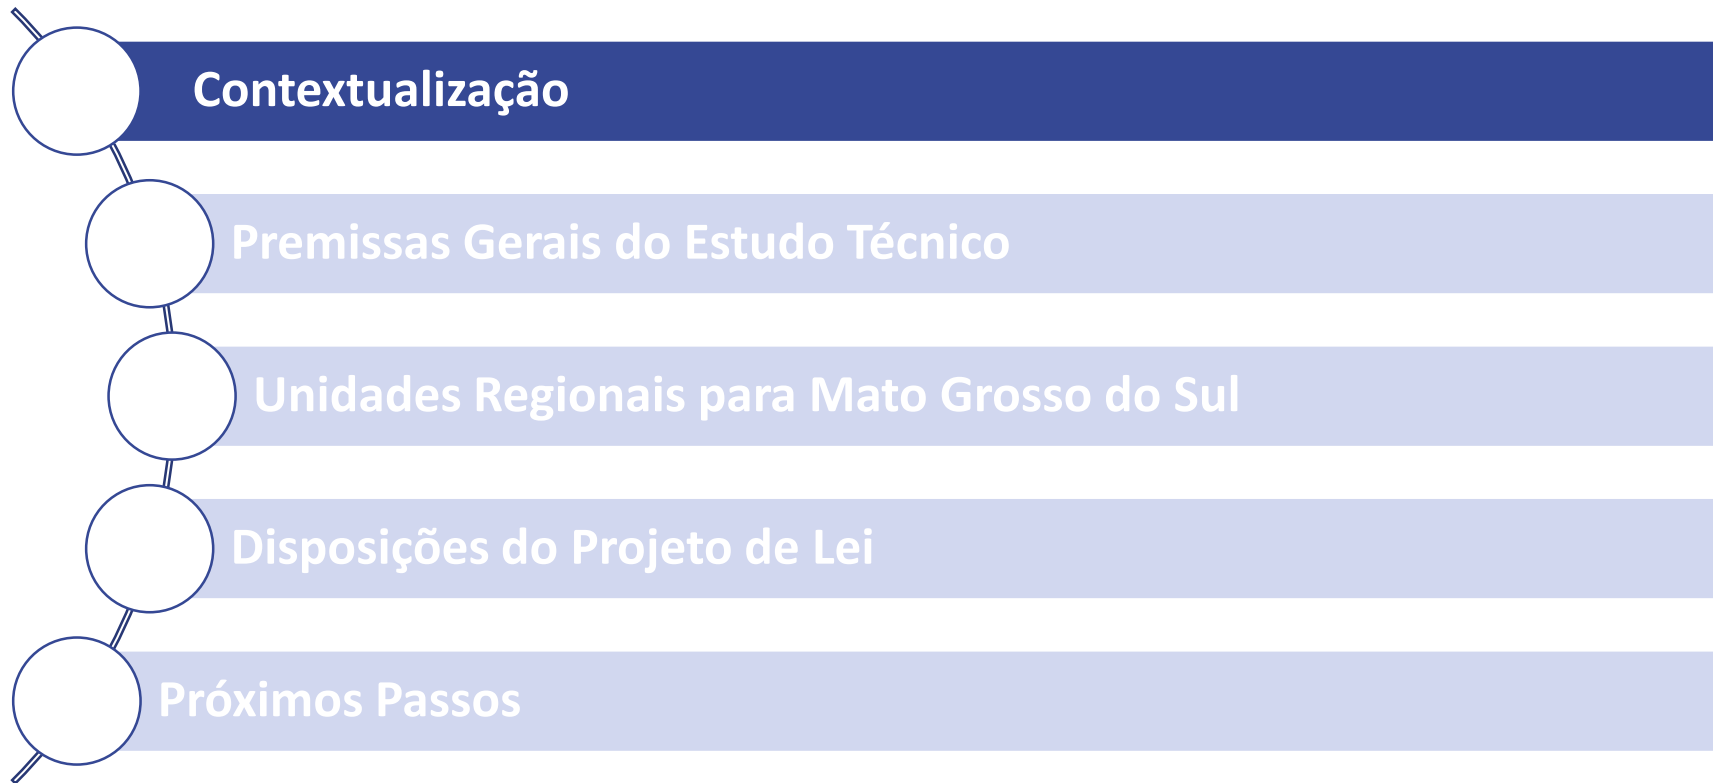 Contextualização
Premissas Gerais do Estudo Técnico
Unidades Regionais para Mato Grosso do Sul
Disposições do Projeto de Lei
Próximos Passos